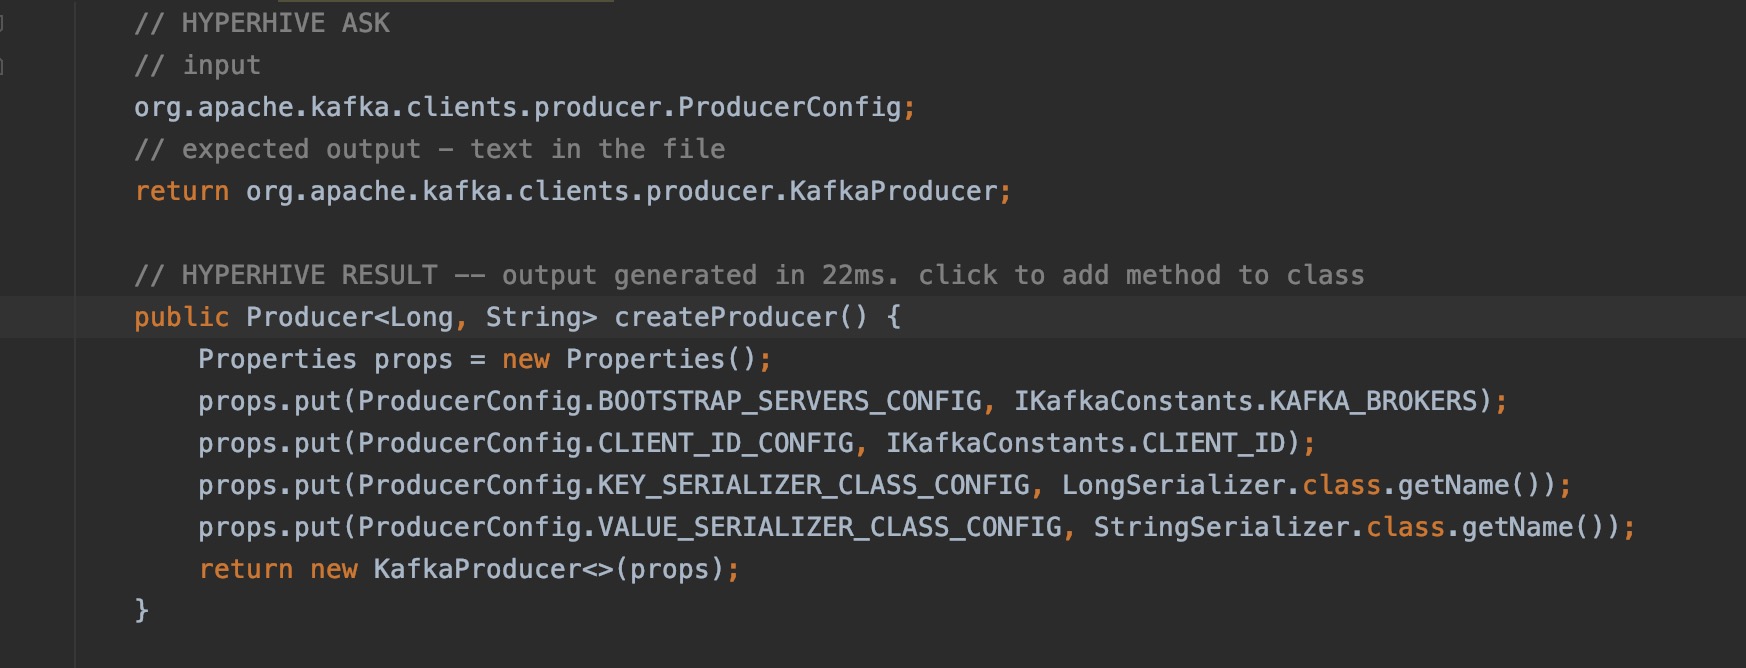 // HYPERHIVE ASK
// input
org.apache.kafka.clients.producer.ProducerConfig;
// expected output – text in the file
return org.apache.kafka.clients.producer.KafkaProducer;
// HYPERHIVE RESULT –– output generated in 22ms. click to add method to class
public Producer<Long, String> createProducer() {
    Properties props = new Properties();
    props.put(ProducerConfig.BOOTSTRAP_SERVERS_CONFIG, IKafkaConstants.KAFKA_BROKERS);
    props.put(ProducerConfig.CLIENT_ID_CONFIG, IKafkaConstants.CLIENT_ID);
    props.put(ProducerConfig.KEY_SERIALIZER_CLASS_CONFIG, LongSerializer.class.getName());
    props.put(ProducerConfig.VALUE_SERIALIZER_CLASS_CONFIG, StringSerializer.class.getName());
    return new KafkaProducer<>(props);
}